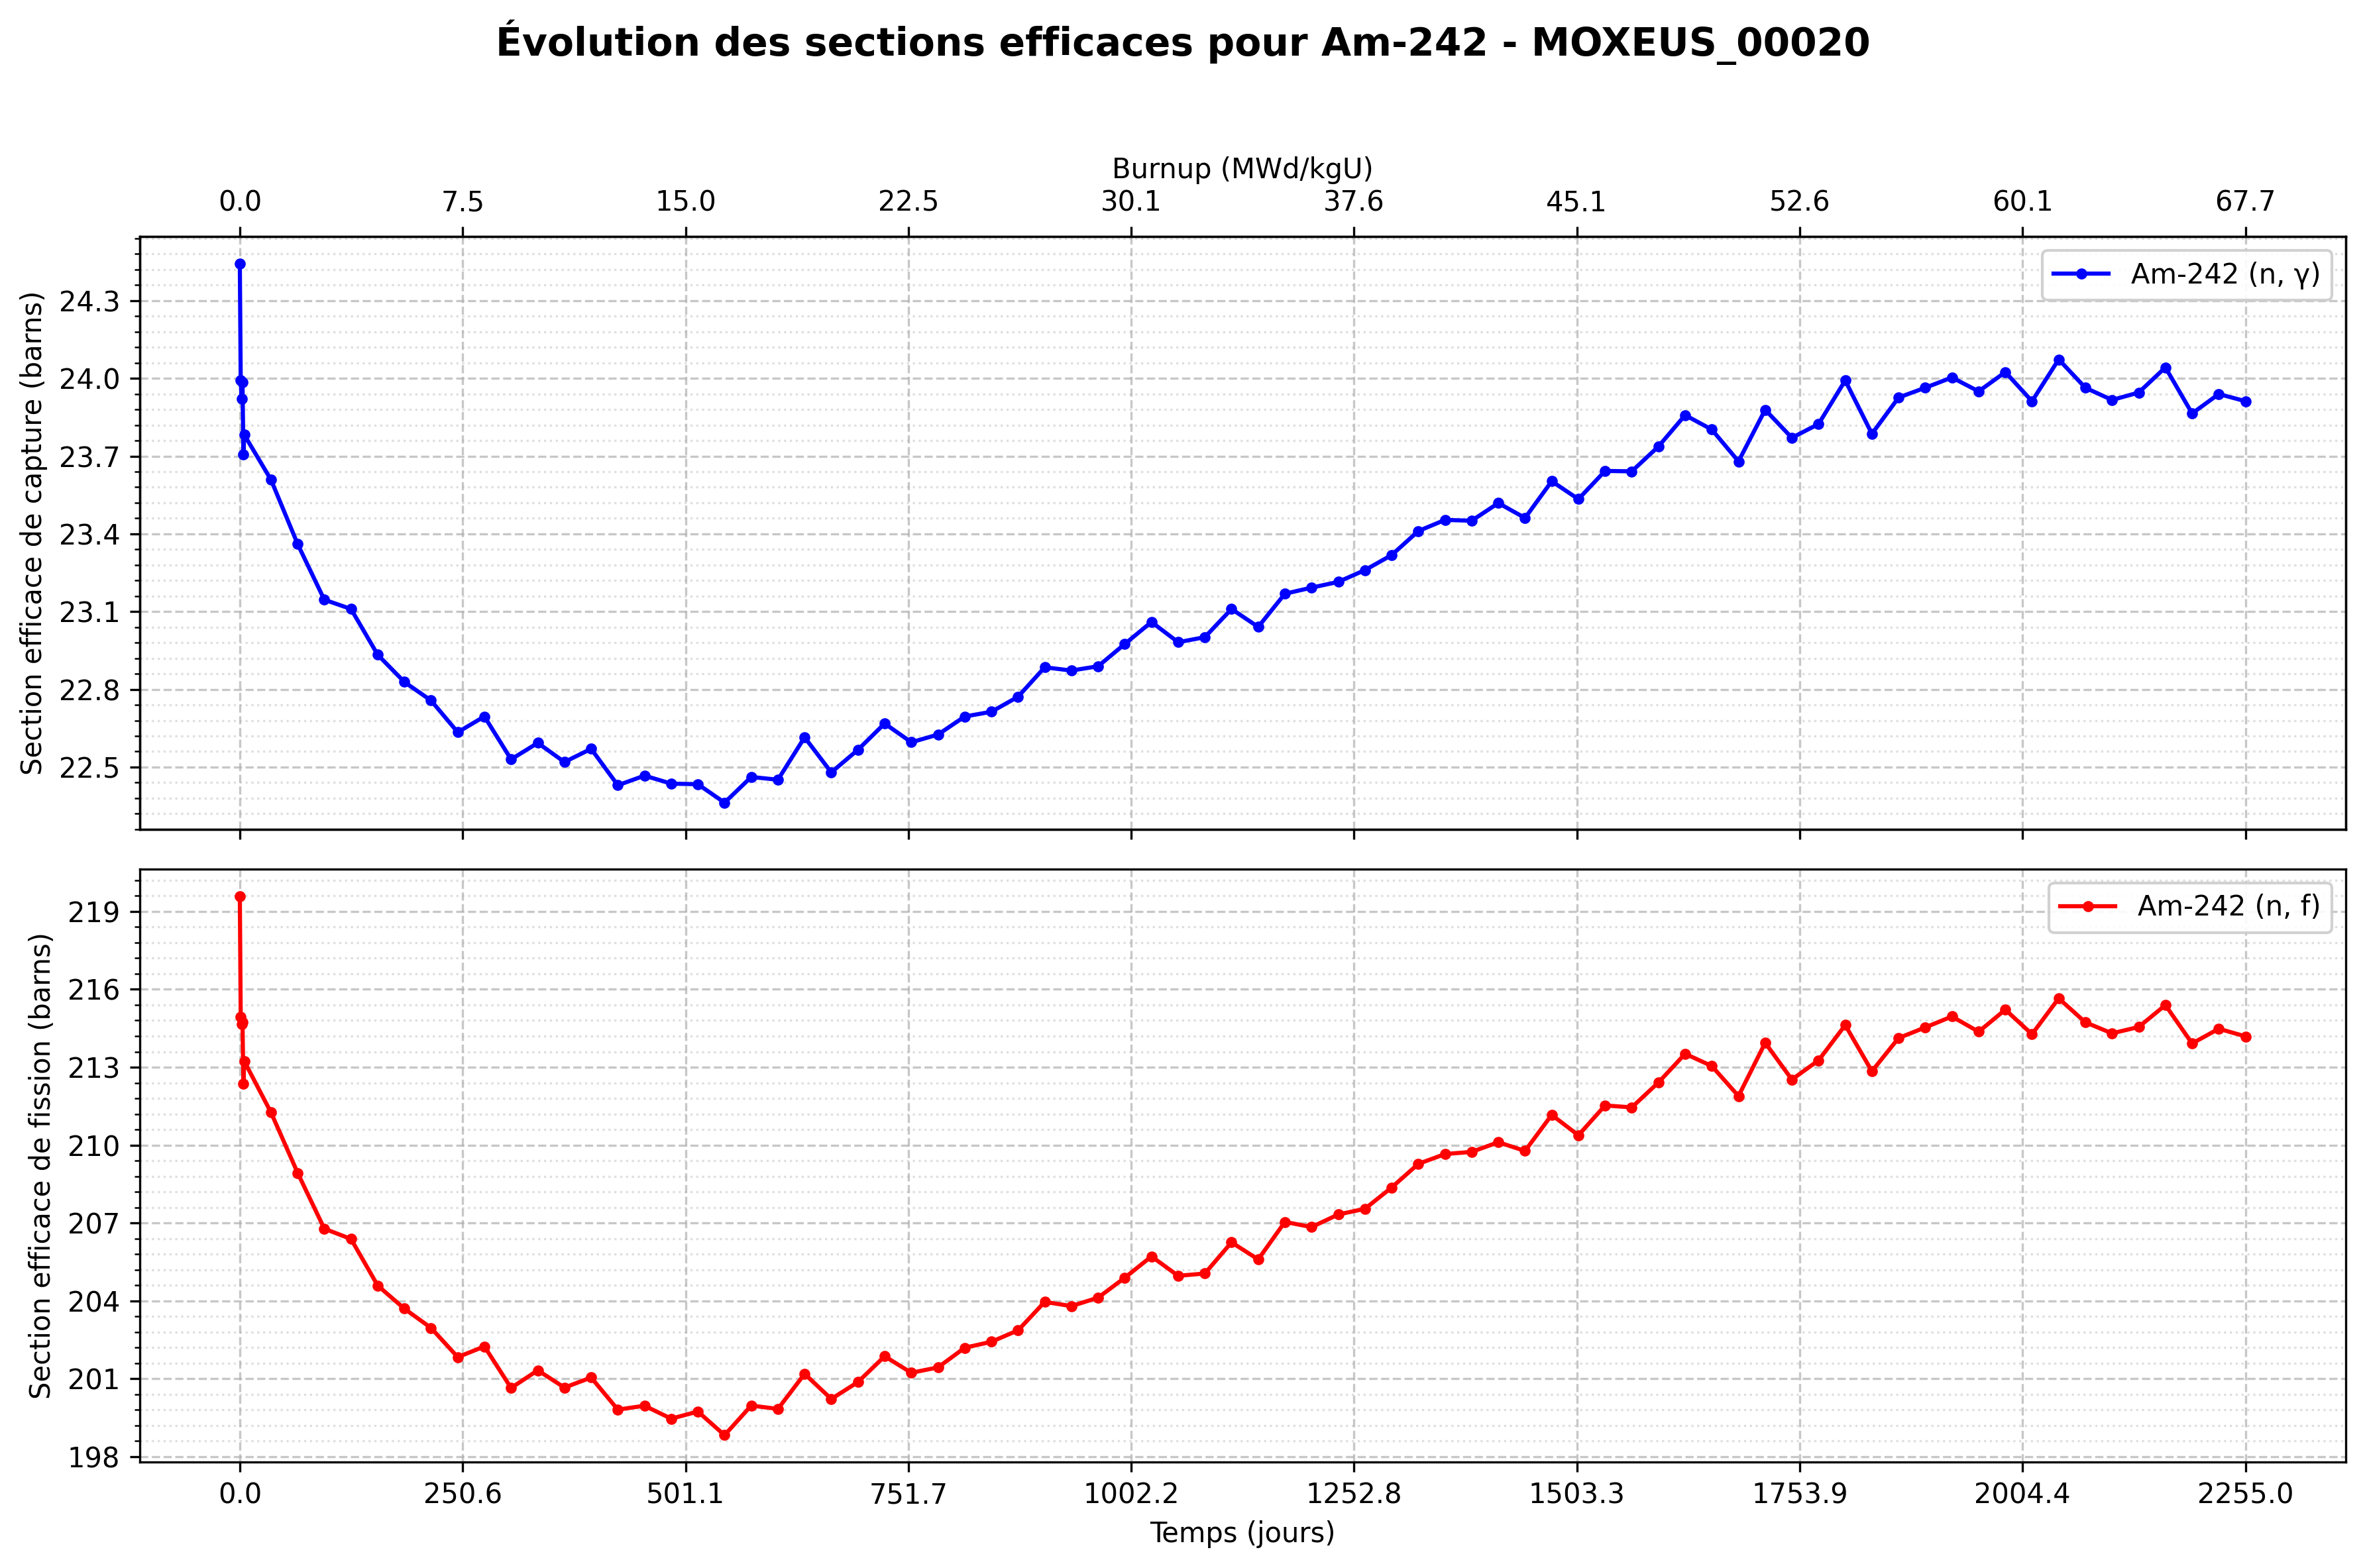 Évolution des sections efficaces pour Am-242 - MOXEUS_00020
Burnup (MWd/kgU)
0.0 7.5 15.0 22.5 30.1 37.6 45.1 52.6 60.1 67.7
Am-242 (n, γ)
Section efficace de capture (barns)
24.3
24.0
23.7
23.4
23.1
22.8
22.5
Am-242 (n, f)
Section efficace de fission (barns)
219
216
213
210
207
204
201
198
0.0 250.6 501.1 751.7 1002.2 1252.8 1503.3 1753.9 2004.4 2255.0
Temps (jours)